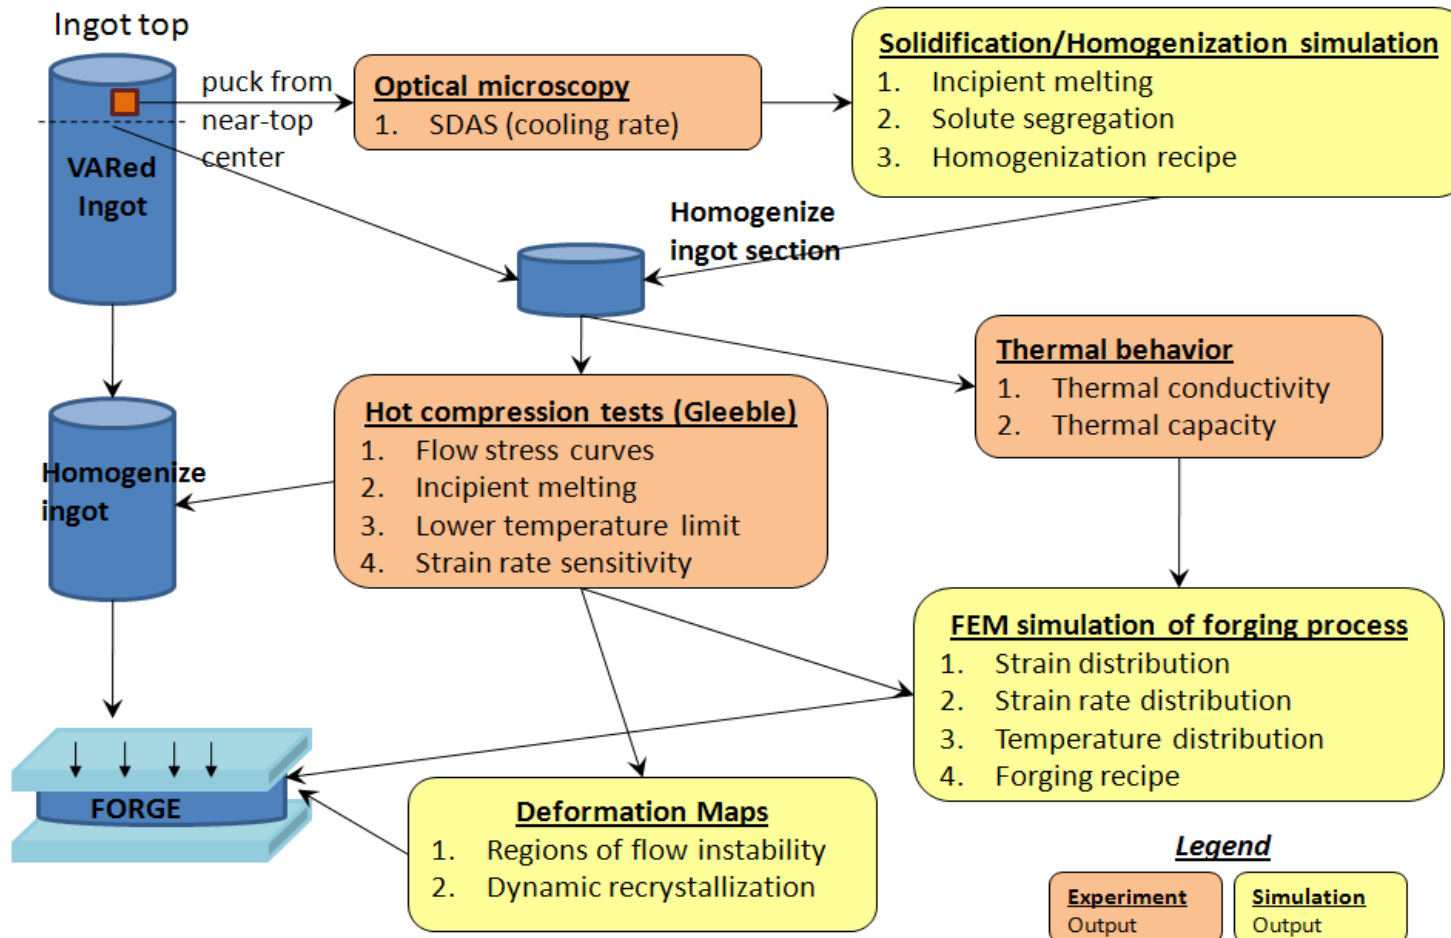 Ingot top
puck from
near-top
center
VARed
Ingot
Optical microscopy
1. SDAS (cooling rate)
Solidification/Homogenization simulation
1. Incipient melting
2. Solute segregation
3. Homogenization recipe
Homogenize
ingot section
Thermal behavior
1. Thermal conductivity
2. Thermal capacity
Hot compression tests (Gleeble)
1. Flow stress curves
2. Incipient melting
3. Lower temperature limit
4. Strain rate sensitivity
Homogenize
ingot
FEM simulation of forging process
1. Strain distribution
2. Strain rate distribution
3. Temperature distribution
4. Forging recipe
FORGE
Deformation Maps
1. Regions of flow instability
2. Dynamic recrystallization
Legend
Experiment
Output
Simulation
Output